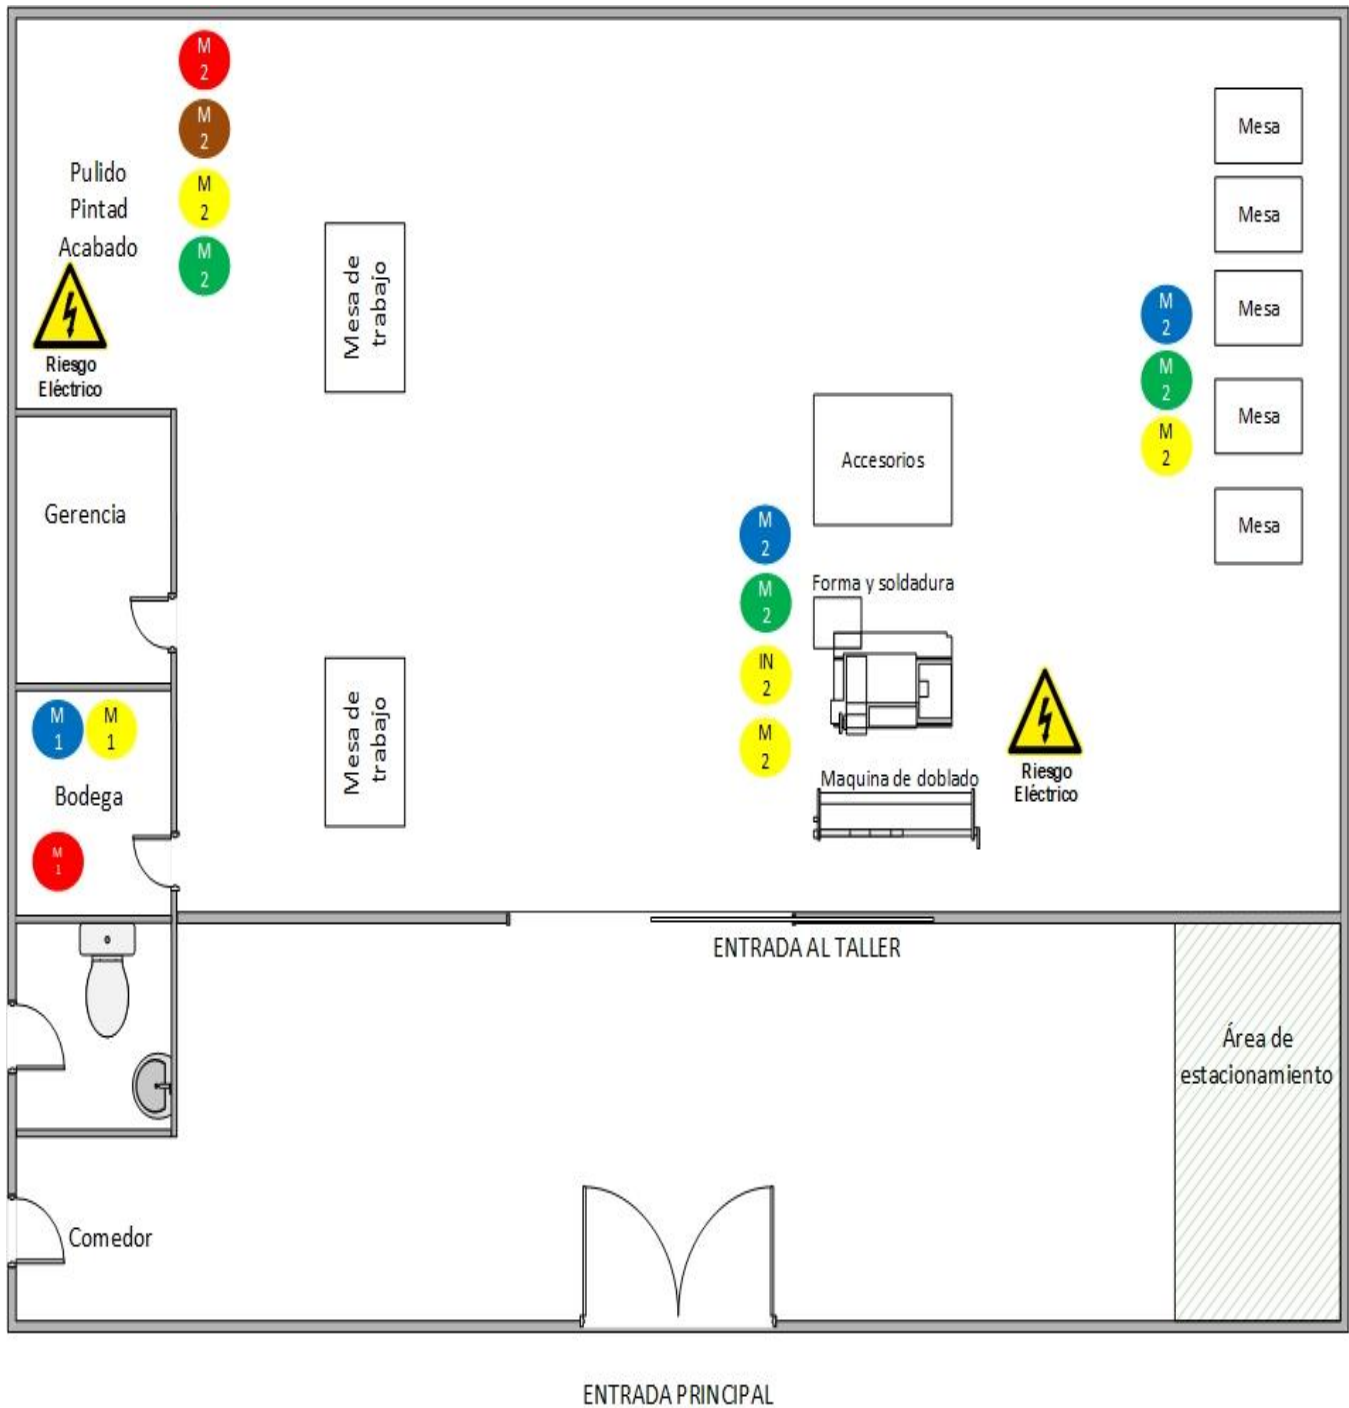 M
2
M
2
M
2
M
2
Pulido
Pintad
Acabado
Riesgo
Eléctrico
Mesa de
trabajo
Mesa
Mesa
Mesa
Mesa
Mesa
M
2
M
2
M
2
Accesorios
Gerencia
M
2
M
2
IN
2
M
2
Forma y soldadura
Mesa de
trabajo
Riesgo
Eléctrico
Maquina de doblado
M
1
M
1
Bodega
M
1
ENTRADA AL TALLER
Área de
estacionamiento
Comedor
ENTRADA PRINCIPAL